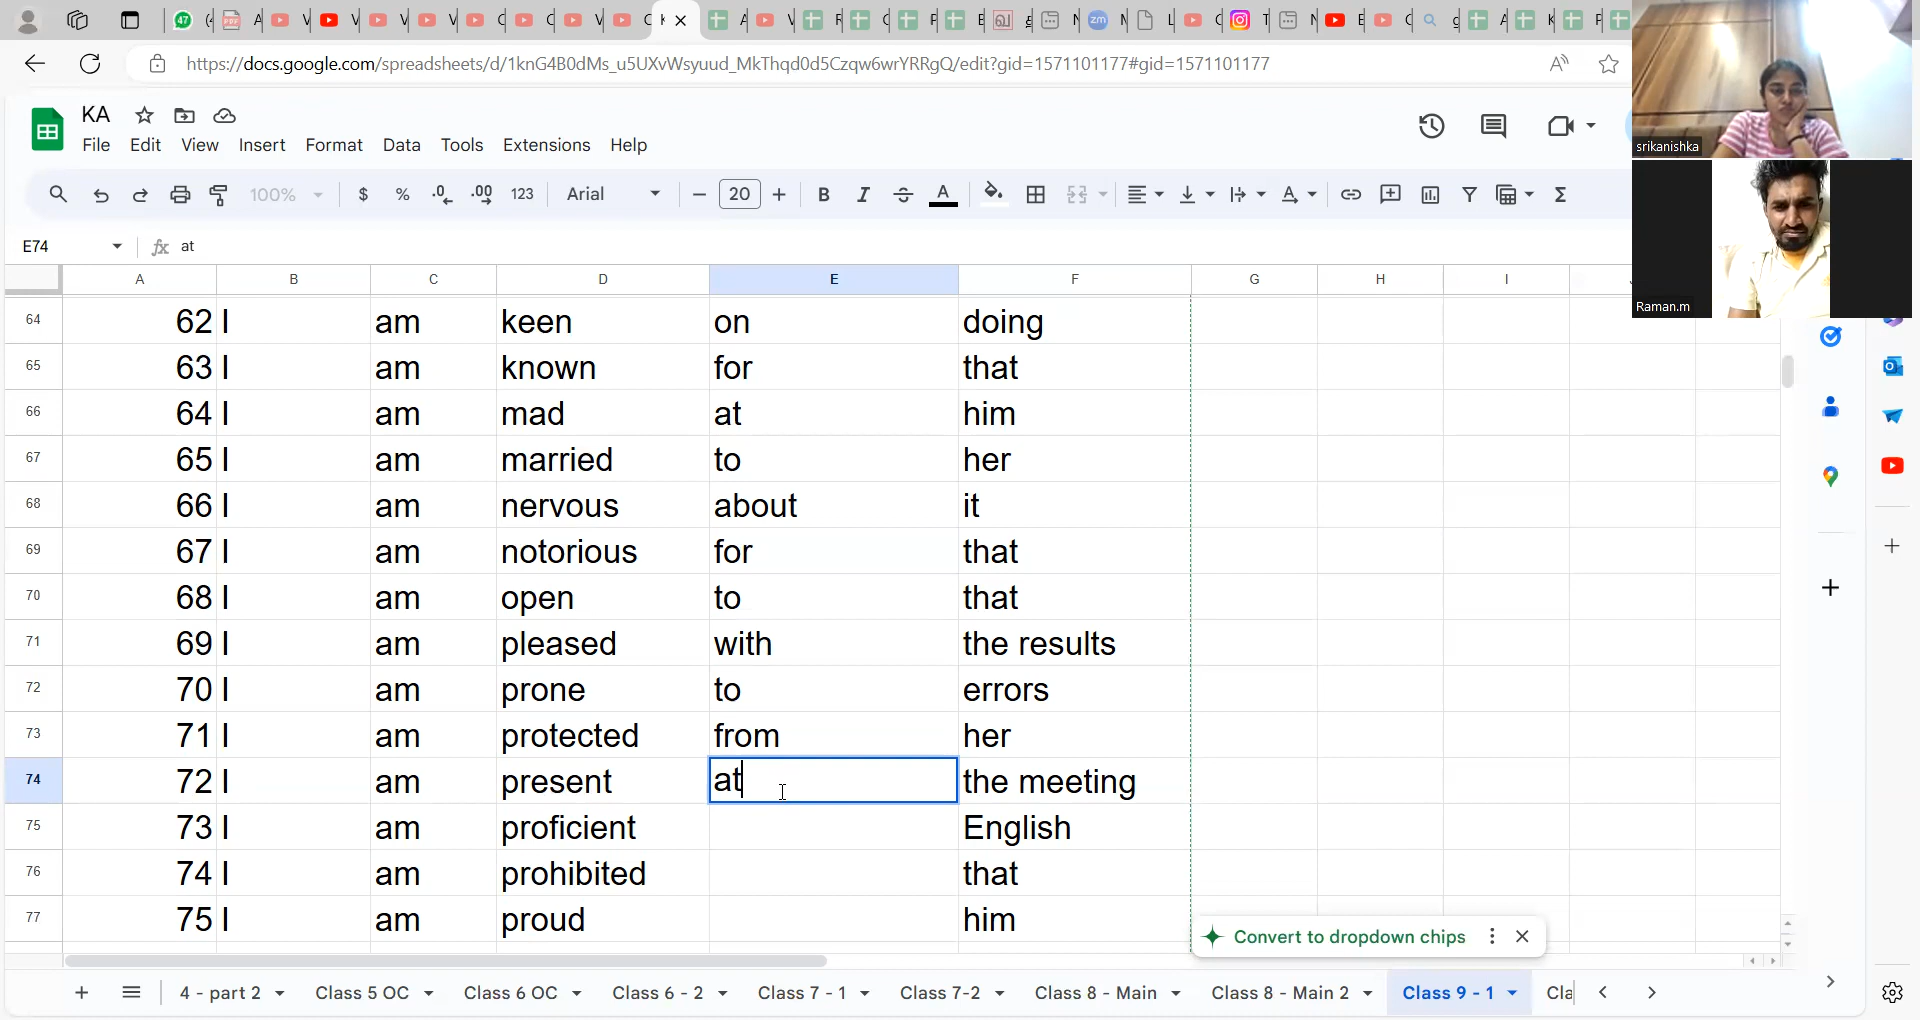 https://docs.google.com/spreadsheets/d/1knG4B0dMs_u5UXvWsyuud_MkThqd0d5Czqw6wrYRRgQ/edit?gid=1571101177#gid=1571101177
KA
File Edit View Insert Format Data Tools Extensions Help
100% $ % .0 .00 123 Arial 20 B I A Σ
E74 fx at
A B C D E F G H I
64 62 I am keen on doing
65 63 I am known for that
66 64 I am mad at him
67 65 I am married to her
68 66 I am nervous about it
69 67 I am notorious for that
70 68 I am open to that
71 69 I am pleased with the results
72 70 I am prone to errors
73 71 I am protected from her
74 72 I am present at the meeting
75 73 I am proficient English
76 74 I am prohibited that
77 75 I am proud him
Convert to dropdown chips
4 - part 2 Class 5 OC Class 6 OC Class 6 - 2 Class 7 - 1 Class 7-2 Class 8 - Main Class 8 - Main 2 Class 9 - 1 Cla
srikanishka
Raman.m